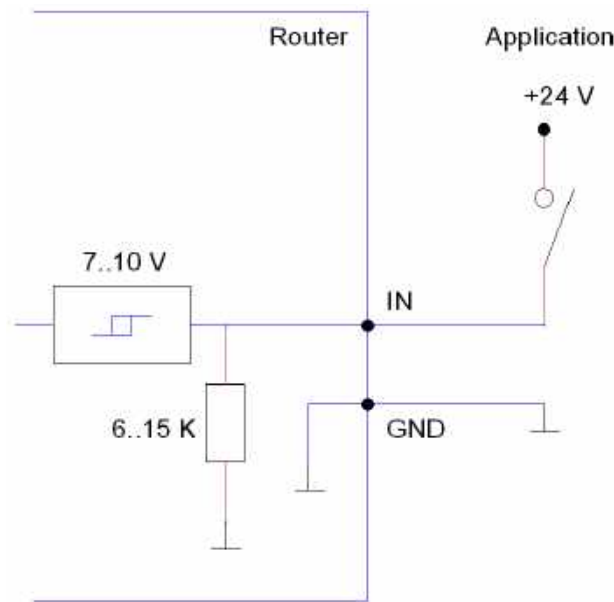 Router
Application
+24 V
7..10 V
IN
6..15 K
GND